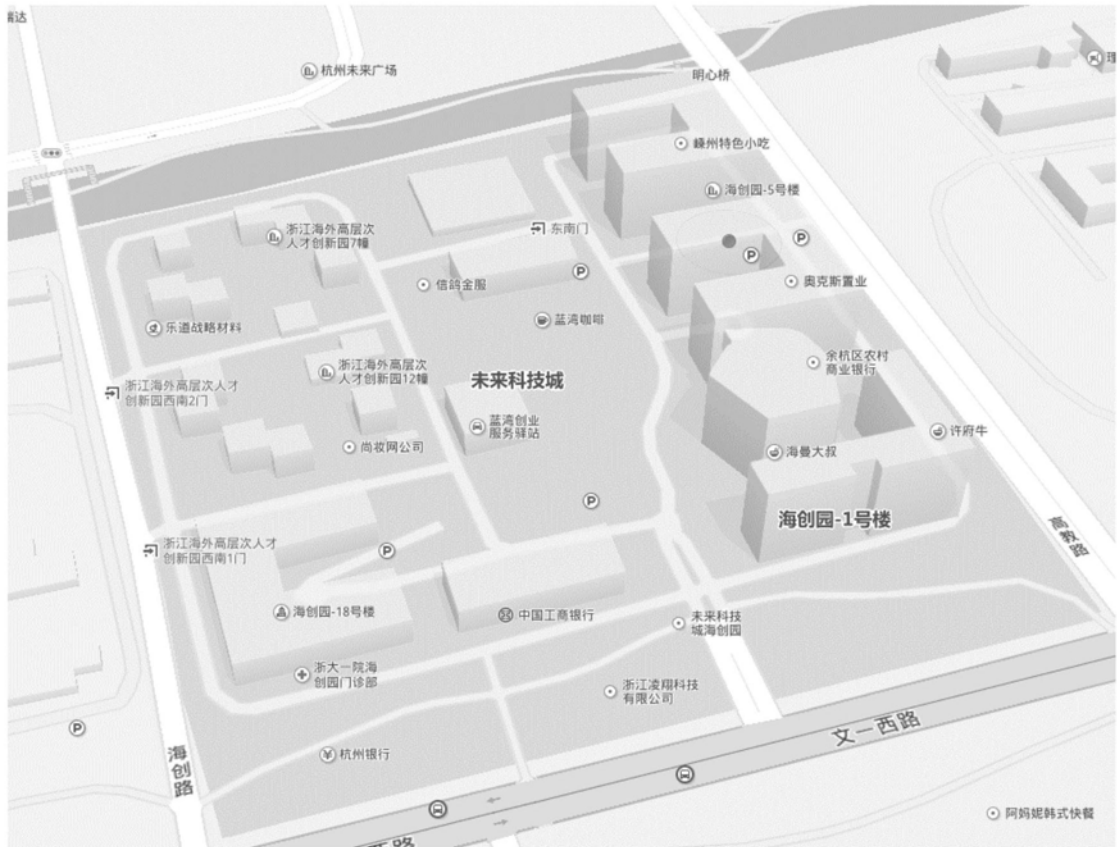 瑞达
杭州未来广场
明心桥
嵊州特色小吃
海创园-5号楼
浙江海外高层次
人才创新园7幢
东南门
P
P
P
信鸽金服
奥克斯置业
乐道战略材料
蓝湾咖啡
浙江海外高层次
人才创新园12幢
余杭区农村
商业银行
未来科技城
浙江海外高层次人才
创新园西南2门
蓝湾创业
服务驿站
尚妆网公司
许府牛
海曼大叔
P
海创园-1号楼
高教路
浙江海外高层次人才
创新园西南1门
P
海创园-18号楼
中国工商银行
未来科技
城海创园
浙大一院海
创园门诊部
浙江凌翔科技
有限公司
P
文一西路
海创路
杭州银行
阿妈妮韩式快餐
西路